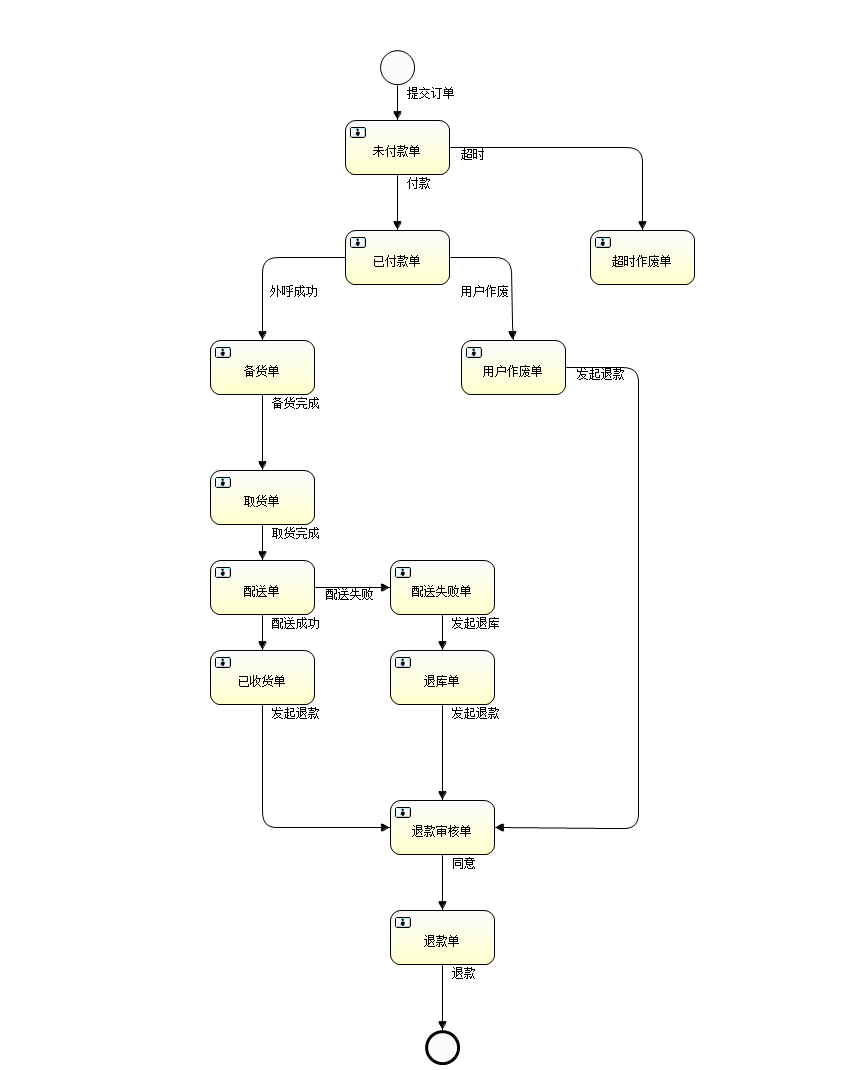 提交订单
未付款单
超时
付款
已付款单
超时作废单
外呼成功
用户作废
备货单
用户作废单
发起退款
备货完成
取货单
取货完成
配送单
配送失败
配送失败单
配送成功
发起退库
已收货单
退库单
发起退款
发起退款
退款审核单
同意
退款单
退款